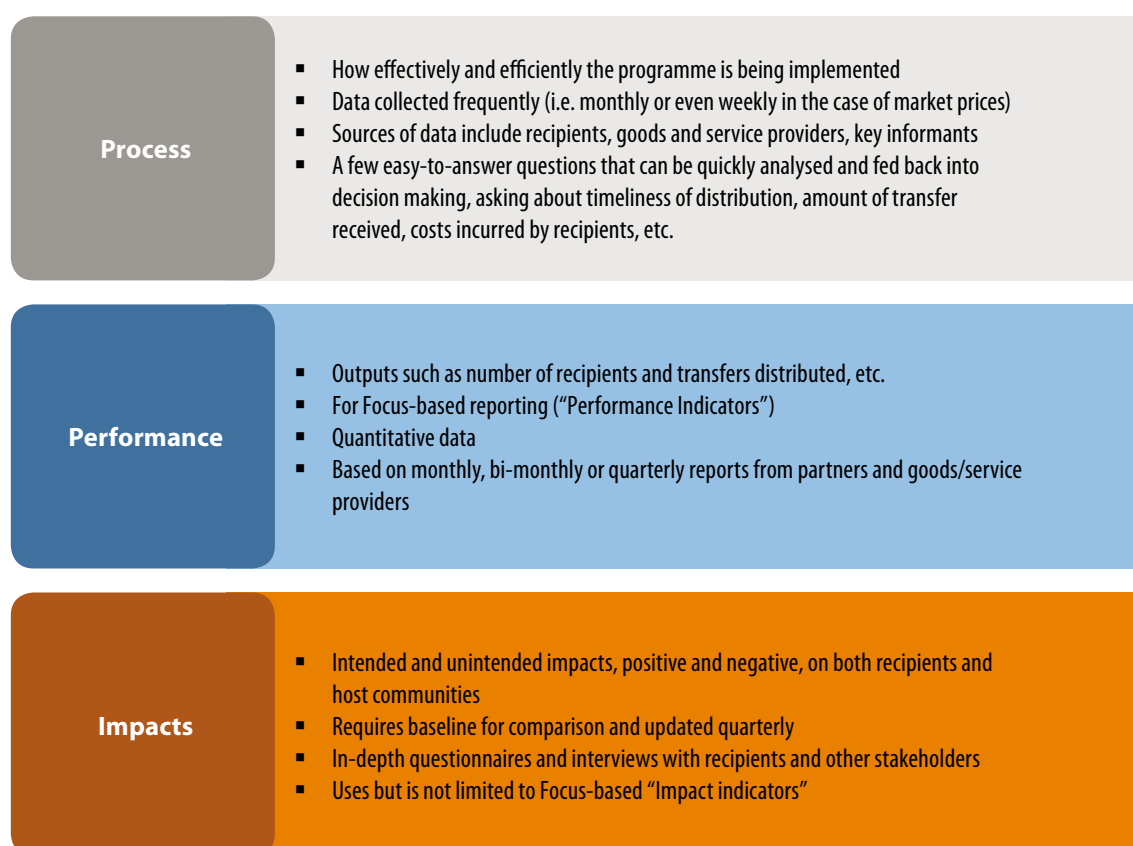 Process
▪ How effectively and efficiently the programme is being implemented
▪ Data collected frequently (i.e. monthly or even weekly in the case of market prices)
▪ Sources of data include recipients, goods and service providers, key informants
▪ A few easy-to-answer questions that can be quickly analysed and fed back into
decision making, asking about timeliness of distribution, amount of transfer
received, costs incurred by recipients, etc.
Performance
▪ Outputs such as number of recipients and transfers distributed, etc.
▪ For Focus-based reporting (“Performance Indicators”)
▪ Quantitative data
▪ Based on monthly, bi-monthly or quarterly reports from partners and goods/service
providers
Impacts
▪ Intended and unintended impacts, positive and negative, on both recipients and
host communities
▪ Requires baseline for comparison and updated quarterly
▪ In-depth questionnaires and interviews with recipients and other stakeholders
▪ Uses but is not limited to Focus-based “Impact indicators”